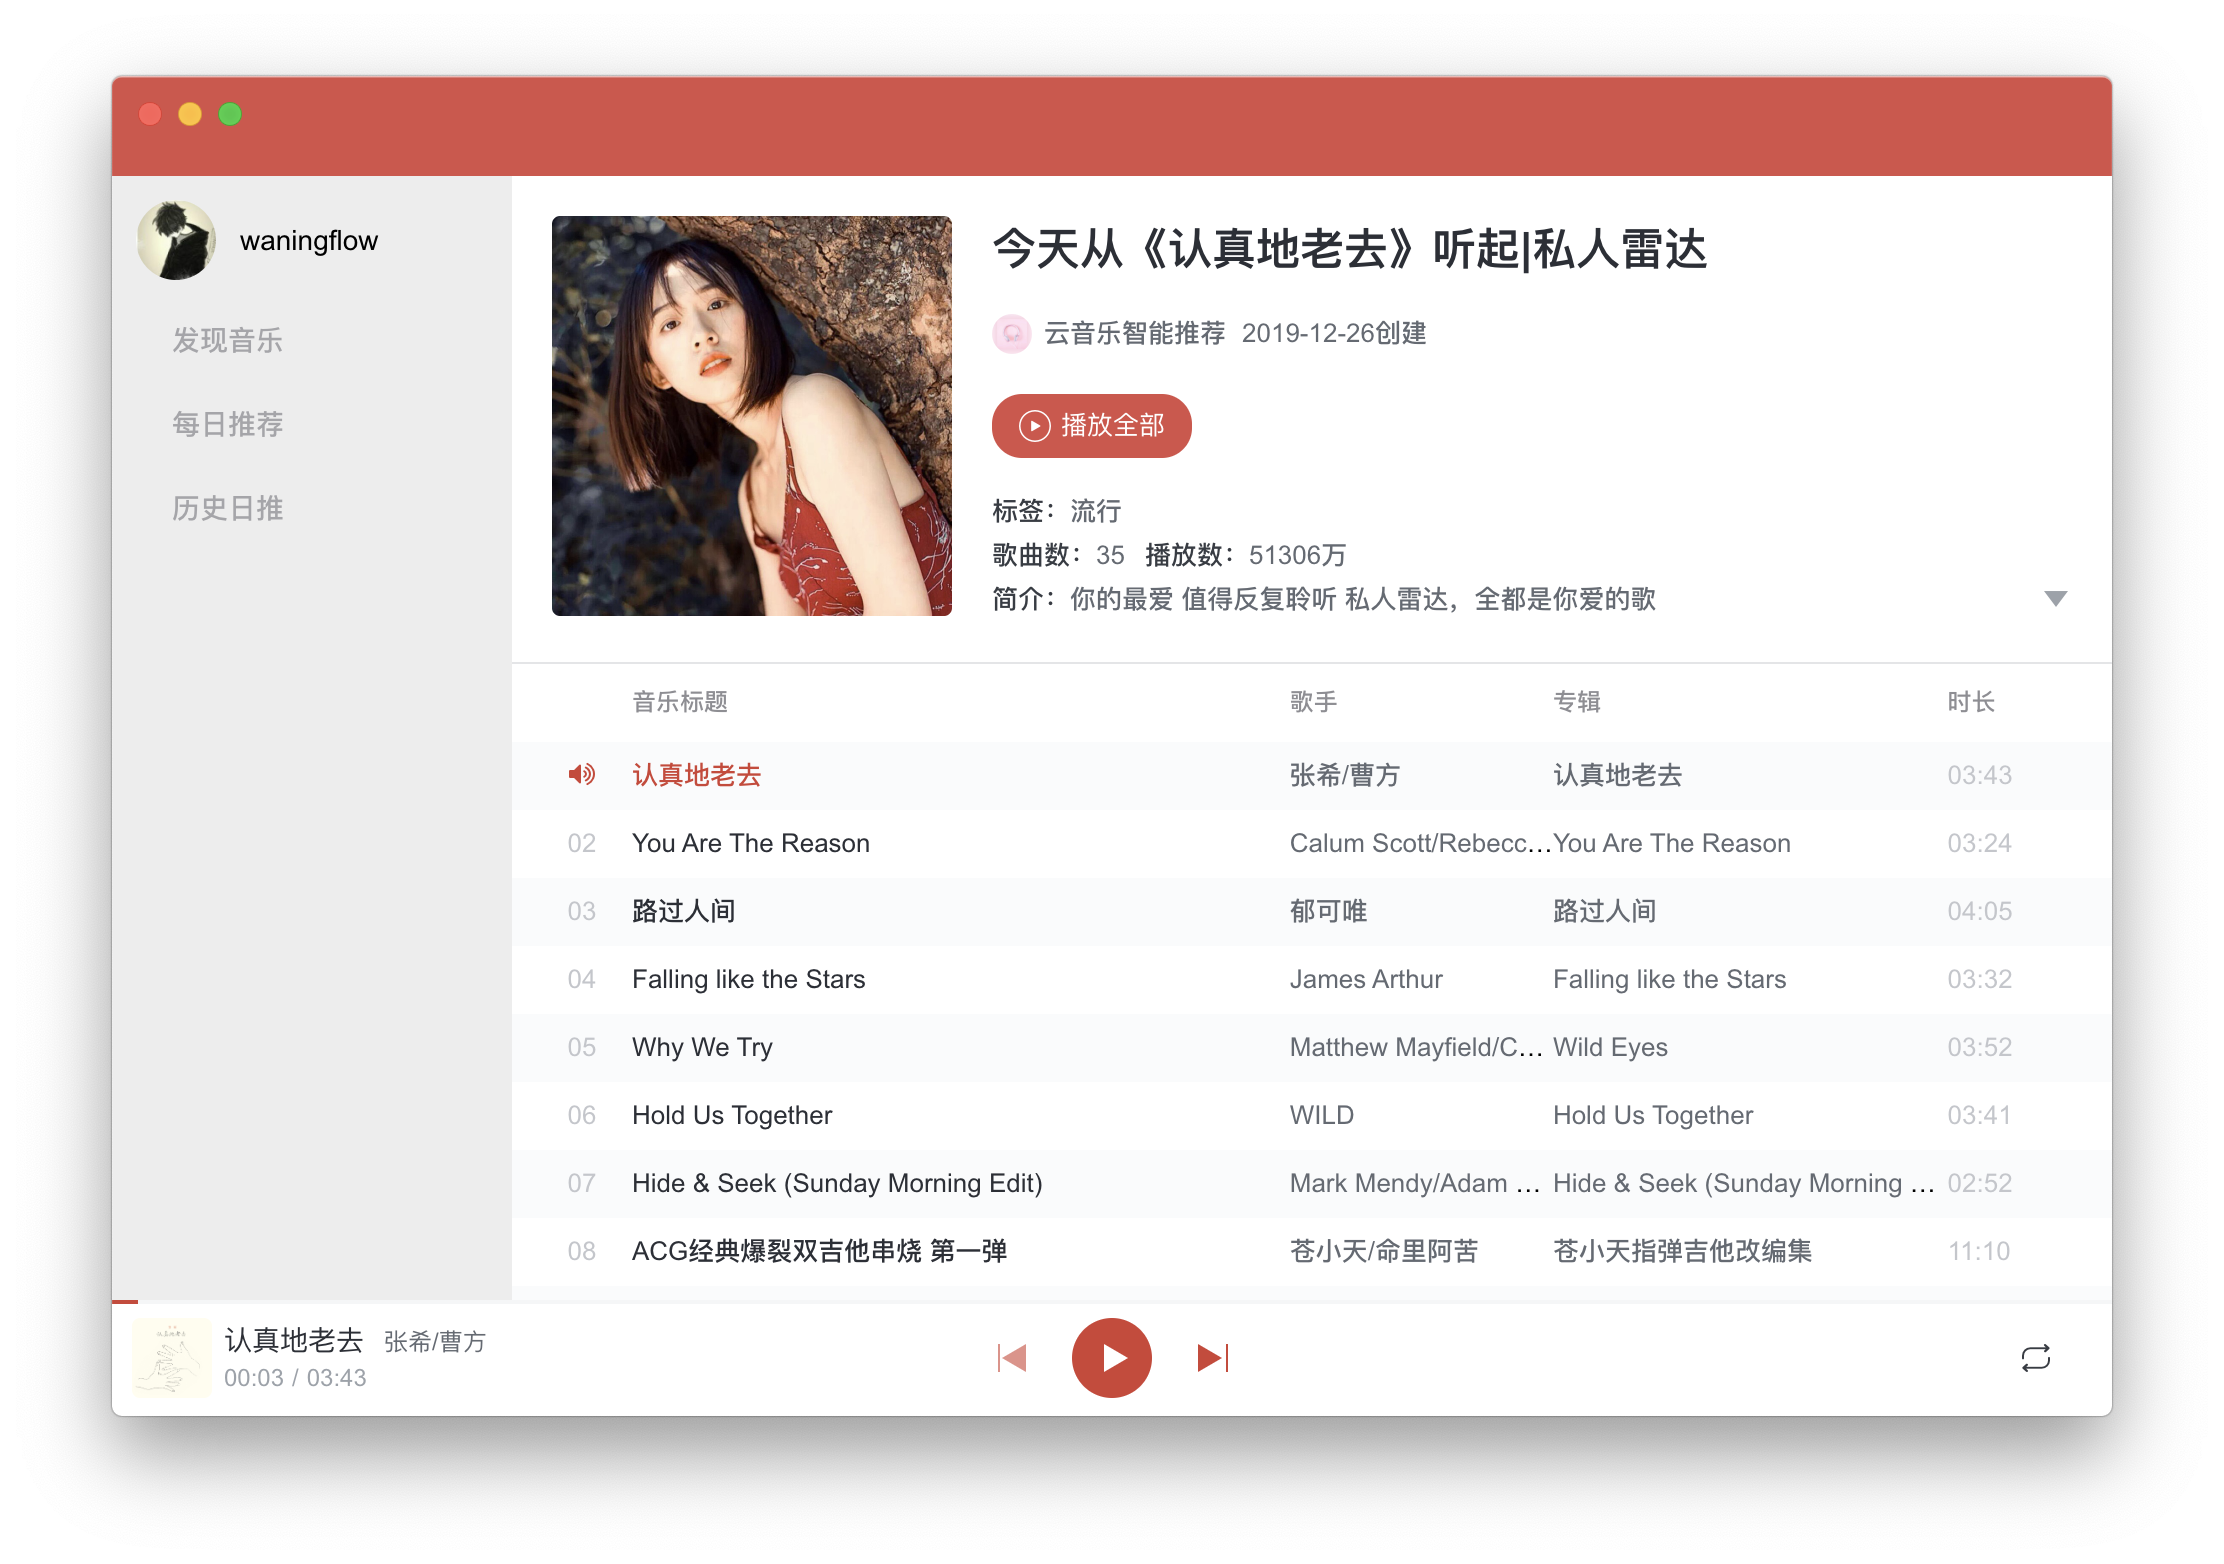 waningflow
发现音乐
每日推荐
历史日推
今天从《认真地老去》听起|私人雷达
云音乐智能推荐 2019-12-26创建
播放全部
标签：流行
歌曲数：35 播放数：51306万
简介：你的最爱 值得反复聆听 私人雷达，全都是你爱的歌
音乐标题 歌手 专辑 时长
认真地老去 张希/曹方 认真地老去 03:43
02 You Are The Reason Calum Scott/Rebecc... You Are The Reason 03:24
03 路过人间 郁可唯 路过人间 04:05
04 Falling like the Stars James Arthur Falling like the Stars 03:32
05 Why We Try Matthew Mayfield/C... Wild Eyes 03:52
06 Hold Us Together WILD Hold Us Together 03:41
07 Hide & Seek (Sunday Morning Edit) Mark Mendy/Adam ... Hide & Seek (Sunday Morning ... 02:52
08 ACG经典爆裂双吉他串烧 第一弹 苍小天/命里阿苦 苍小天指弹吉他改编集 11:10
认真地老去 张希/曹方
00:03 / 03:43